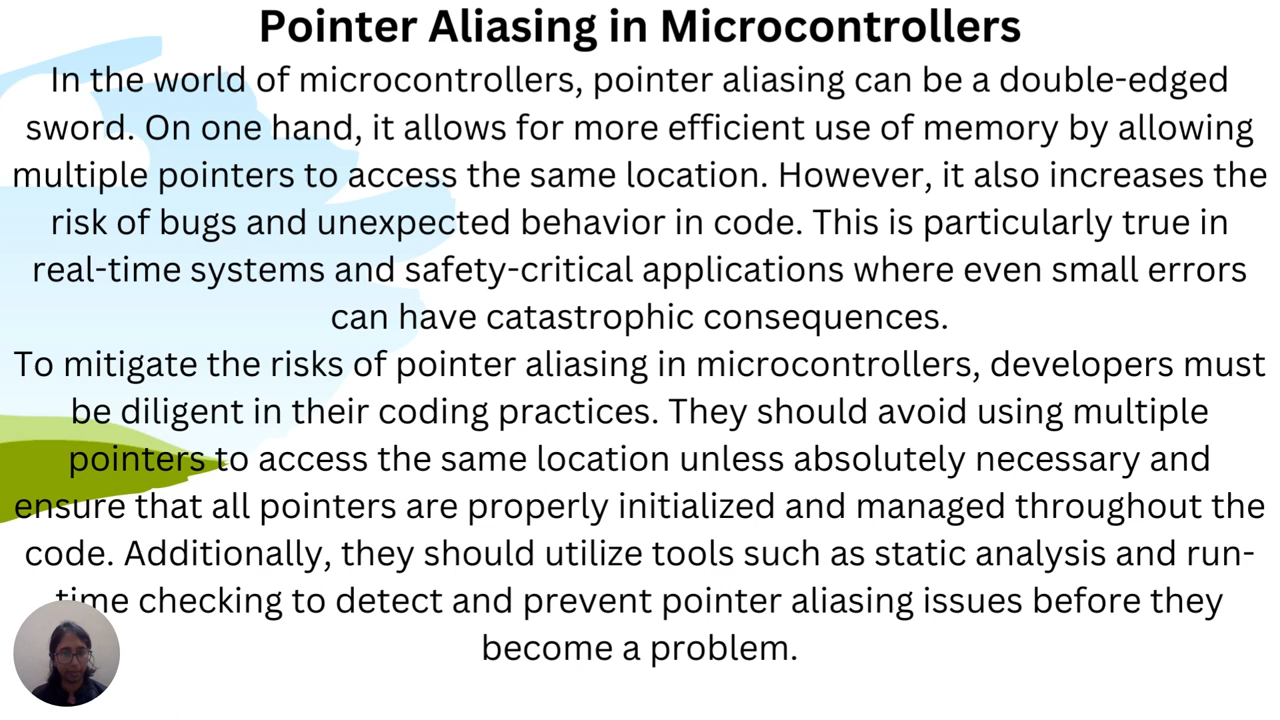 Pointer Aliasing in Microcontrollers
In the world of microcontrollers, pointer aliasing can be a double-edged
sword. On one hand, it allows for more efficient use of memory by allowing
multiple pointers to access the same location. However, it also increases the
risk of bugs and unexpected behavior in code. This is particularly true in
real-time systems and safety-critical applications where even small errors
can have catastrophic consequences.
To mitigate the risks of pointer aliasing in microcontrollers, developers must
be diligent in their coding practices. They should avoid using multiple
pointers to access the same location unless absolutely necessary and
ensure that all pointers are properly initialized and managed throughout the
code. Additionally, they should utilize tools such as static analysis and run-
time checking to detect and prevent pointer aliasing issues before they
become a problem.